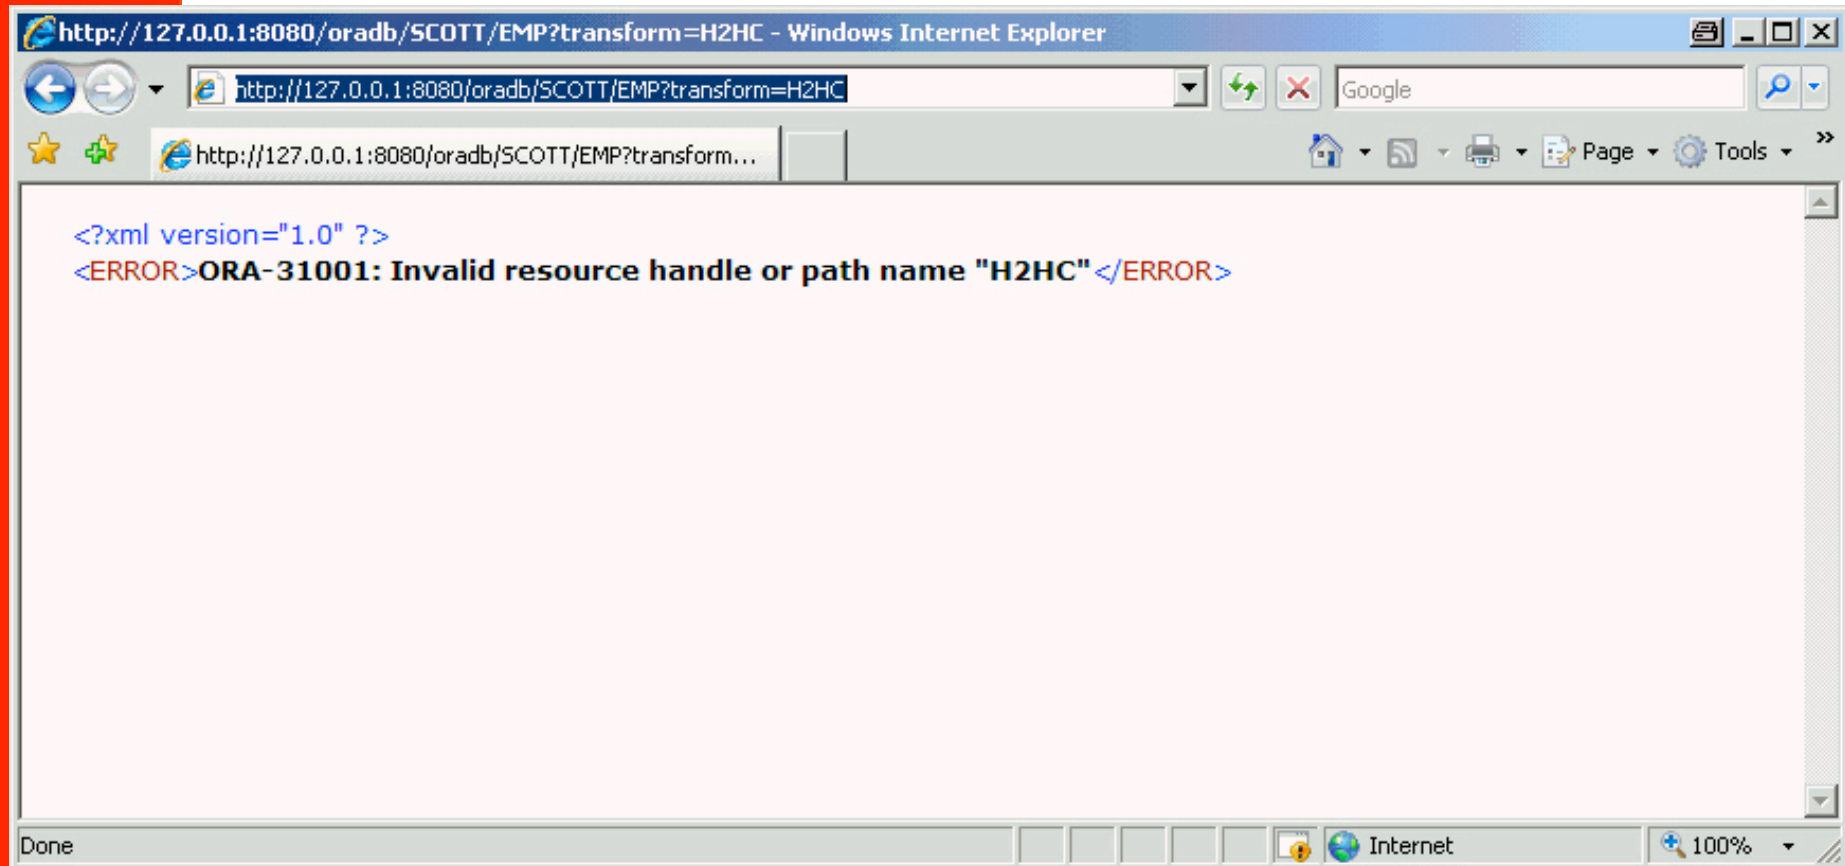 http://127.0.0.1:8080/oradb/SCOTT/EMP?transform=H2HC - Windows Internet Explorer
http://127.0.0.1:8080/oradb/SCOTT/EMP?transform=H2HC
Google
http://127.0.0.1:8080/oradb/SCOTT/EMP?transform...
Page
Tools
»
<?xml version="1.0" ?>
<ERROR>ORA-31001: Invalid resource handle or path name "H2HC"</ERROR>
Done
Internet
100%